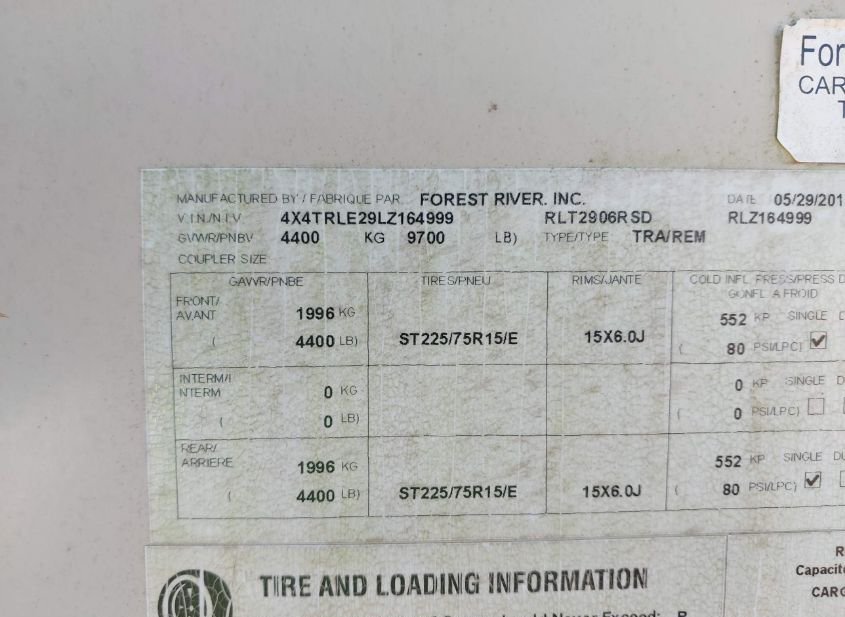 For
CAR
T
MANUFACTURED BY / FABRIQUE PAR FOREST RIVER, INC. DATE 05/29/201
VIN/NIV 4X4TRLE29LZ164999 RLT2906RSD RLZ164999
GVWR/PNBV 4400 KG 9700 LB) TYPE/TYPE TRA/REM
COUPLER SIZE
GAWR/PNBE TIRES/PNEU RIMS/JANTE COLD INFL. PRESS/PRESS D
GONFL. A FROID
FRONT/
AVANT 1996 KG 552 KP SINGLE D
( 4400 LB) ST225/75R15/E 15X6.0J ( 80 PSI/LPC)
INTERM/I
NTERM 0 KG 0 KP SINGLE D
( 0 LB) ( 0 PSI/LPC)
REAR/
ARRIERE 1996 KG 552 KP SINGLE DU
( 4400 LB) ST225/75R15/E 15X6.0J ( 80 PSI/LPC)
TIRE AND LOADING INFORMATION
R
Capacit
CARG